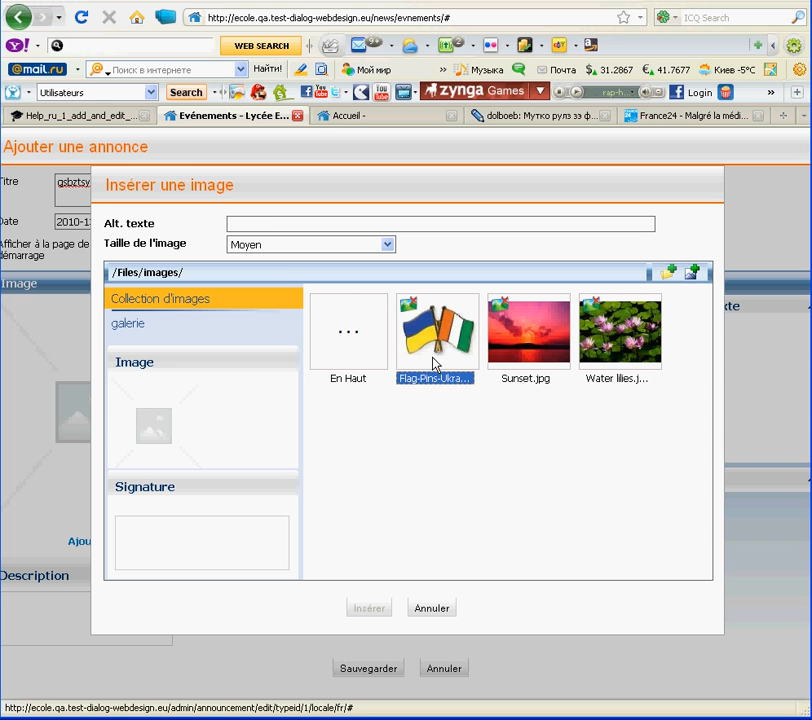 http://ecole.qa.test-dialog-webdesign.eu/news/evnements/#
ICQ Search
WEB SEARCH
@mail.ru
Поиск в интернете
Найти!
Мой мир
Музыка
Почта
31.2867
41.7677
Киев -5°C
Utilisateurs
Search
zynga Games
rap-h...
Login
Help_ru_1_add_and_edit_...
Evénements - Lycée E...
Accueil -
dolboeb: Мутко рулз зэ ф...
France24 - Malgré la médi...
Ajouter une annonce
Insérer une image
Titre
gsbztsy
Alt. texte
Date
2010-1
Taille de l'image
Moyen
Afficher à la page de
démarrage
/Files/images/
Image
Collection d'images
galerie
Image
En Haut
Flag-Pins-Ukra...
Sunset.jpg
Water lilies.j...
Signature
Ajou
Description
Insérer
Annuler
Sauvegarder
Annuler
http://ecole.qa.test-dialog-webdesign.eu/admin/announcement/edit/typeid/1/locale/fr/#